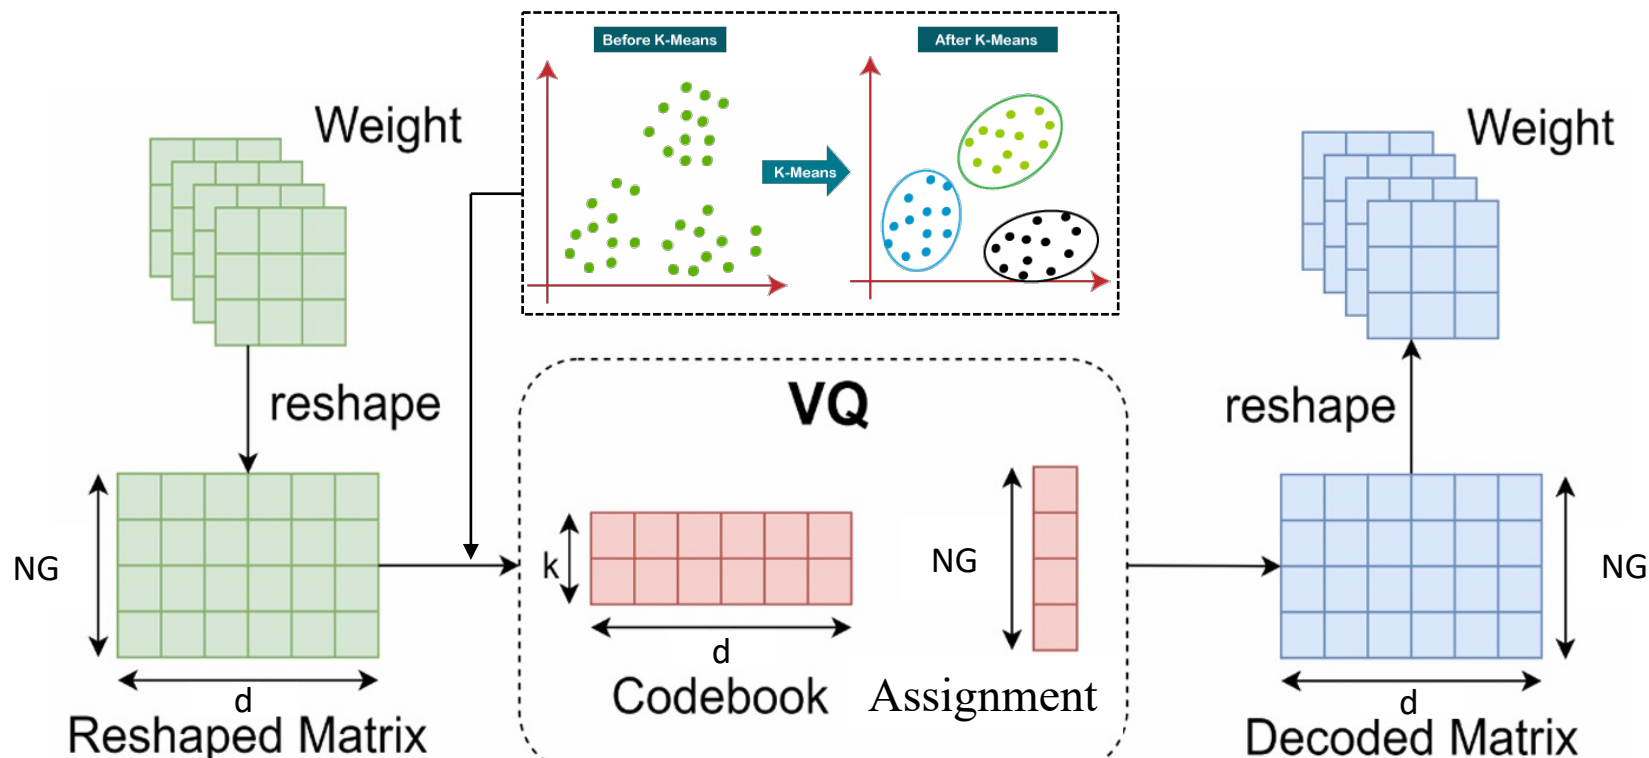 Before K-Means
After K-Means
Weight
Weight
K-Means
reshape
VQ
reshape
NG
k
NG
NG
d
d
d
Codebook
Assignment
Reshaped Matrix
Decoded Matrix